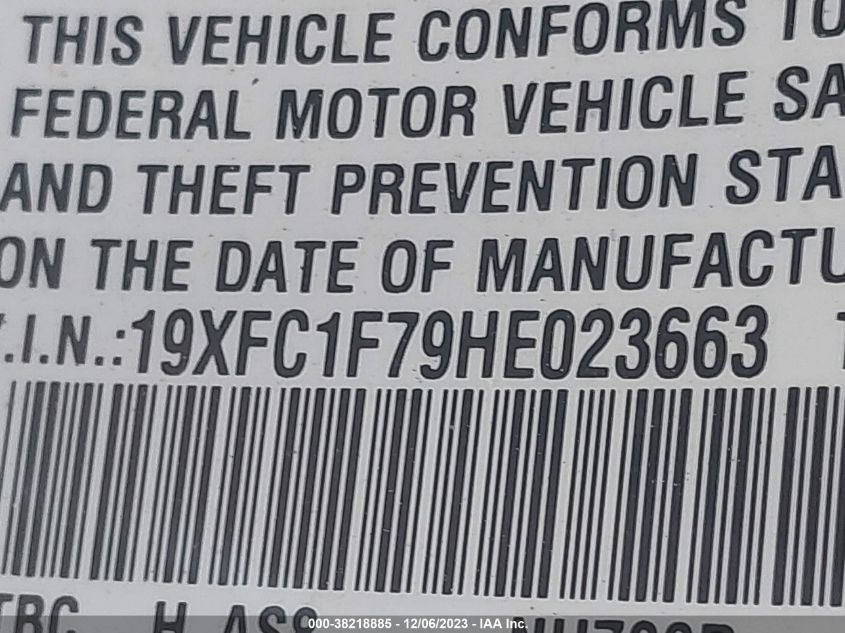 THIS VEHICLE CONFORMS TO
FEDERAL MOTOR VEHICLE SA
AND THEFT PREVENTION STA
ON THE DATE OF MANUFACTU
V.I.N.:19XFC1F79HE023663
000-38218885 - 12/06/2023 - IAA Inc.